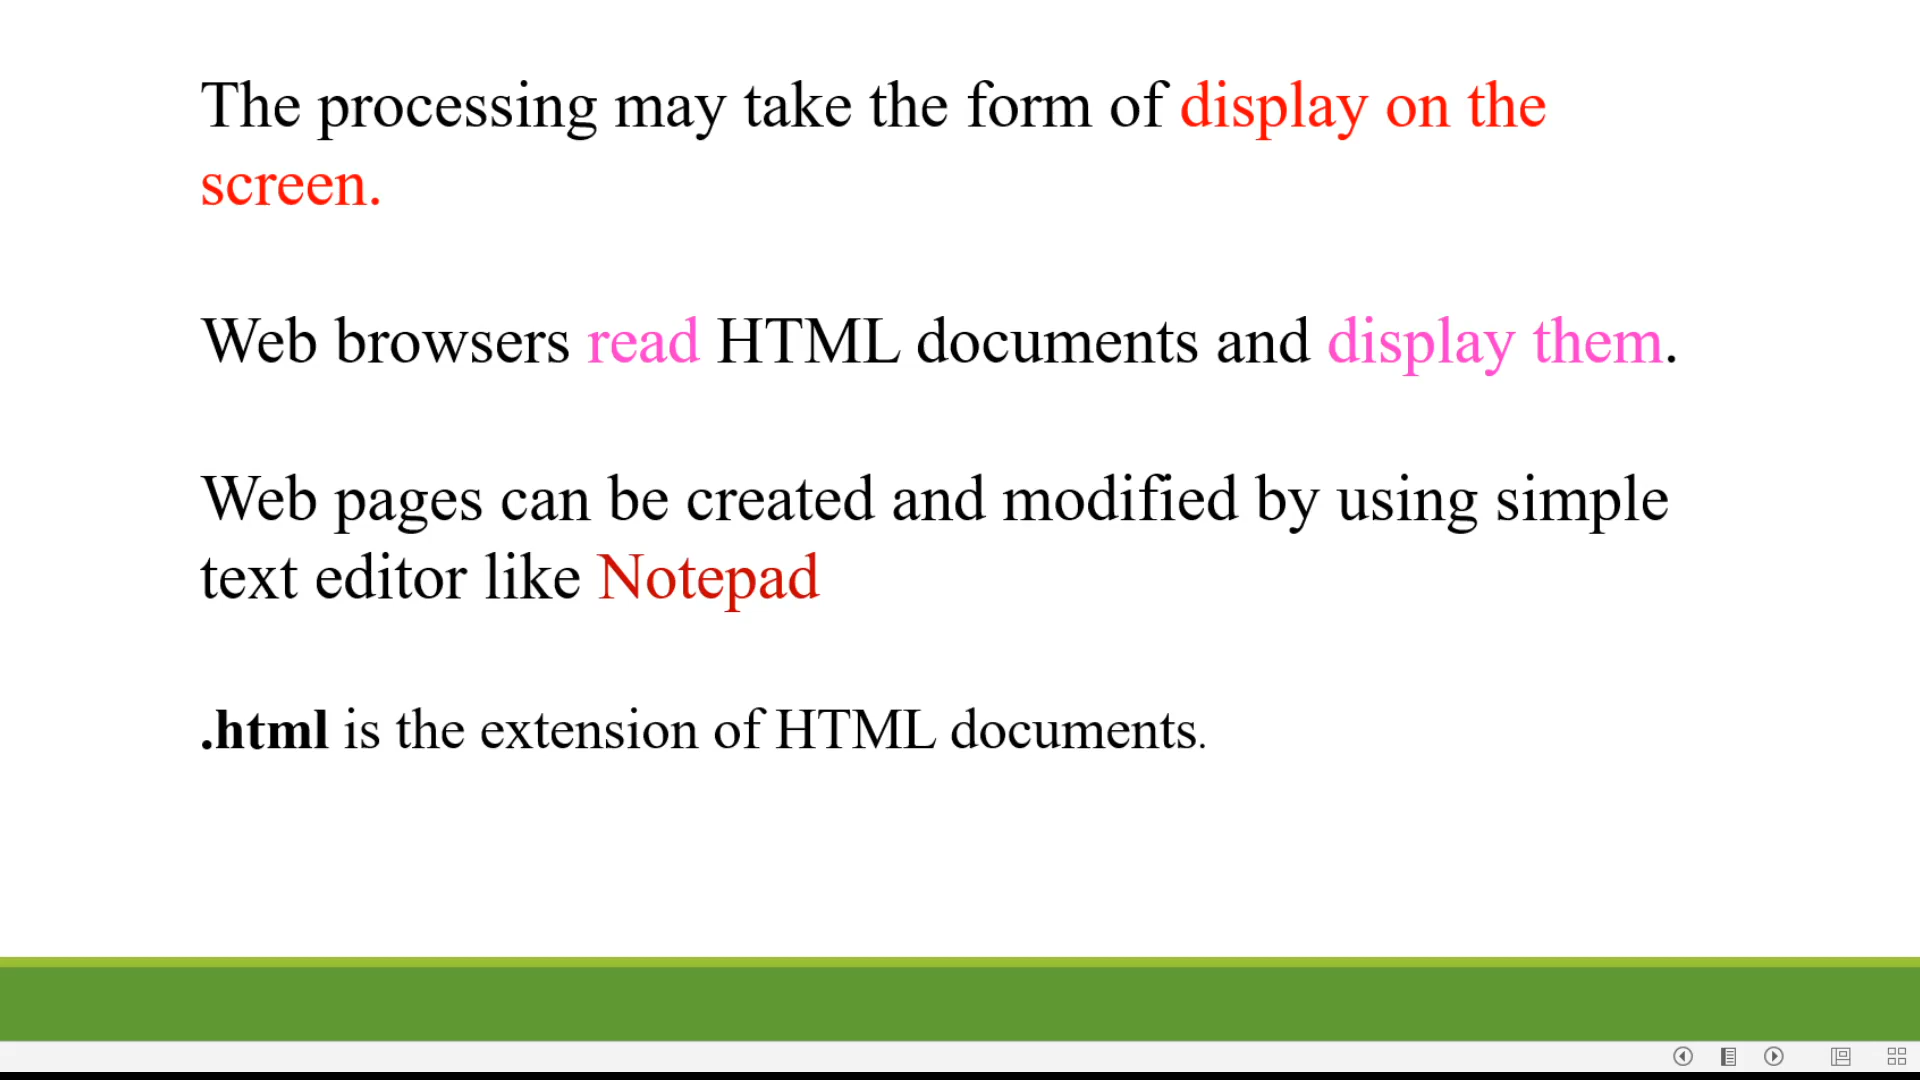 The processing may take the form of display on the
screen.
Web browsers read HTML documents and display them.
Web pages can be created and modified by using simple
text editor like Notepad
.html is the extension of HTML documents.